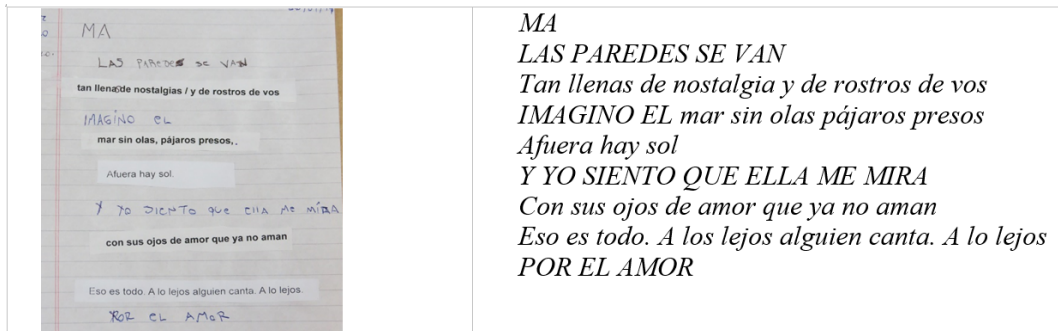 MA
LAS PAREDES SE VAN
tan llenas de nostalgias / y de rostros de vos
IMAGINO EL
mar sin olas, pájaros presos,.
Afuera hay sol.
Y YO SIENTO QUE ELLA ME MIRA
con sus ojos de amor que ya no aman
Eso es todo. A lo lejos alguien canta. A lo lejos.
POR EL AMOR
MA
LAS PAREDES SE VAN
Tan llenas de nostalgia y de rostros de vos
IMAGINO EL mar sin olas pájaros presos
Afuera hay sol
Y YO SIENTO QUE ELLA ME MIRA
Con sus ojos de amor que ya no aman
Eso es todo. A los lejos alguien canta. A lo lejos
POR EL AMOR